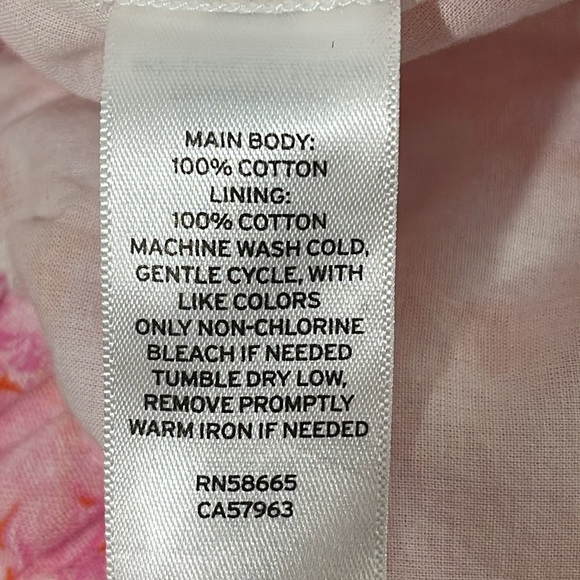 MAIN BODY:
100% COTTON
LINING:
100% COTTON
MACHINE WASH COLD,
GENTLE CYCLE, WITH
LIKE COLORS
ONLY NON-CHLORINE
BLEACH IF NEEDED
TUMBLE DRY LOW,
REMOVE PROMPTLY
WARM IRON IF NEEDED
RN58665
CA57963